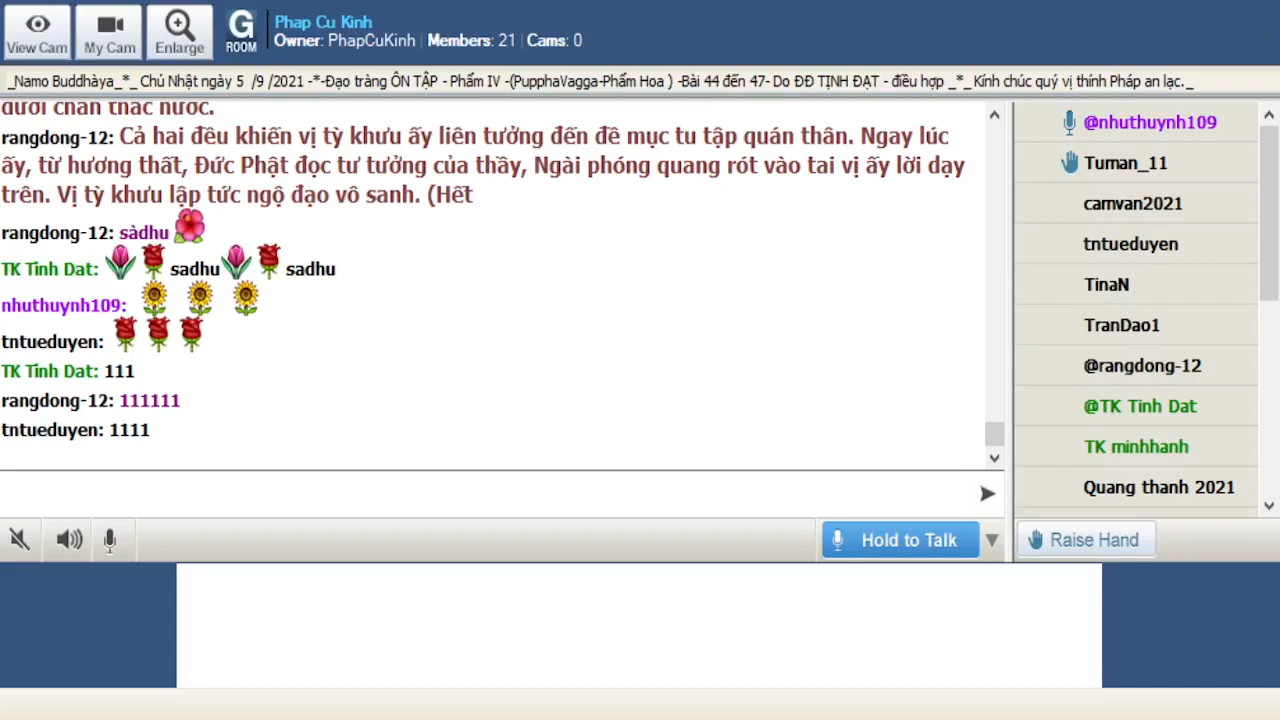 View Cam
My Cam
Enlarge
G
ROOM
Phap Cu Kinh
Owner: PhapCuKinh | Members: 21 | Cams: 0
_Namo Buddhàya_*_ Chủ Nhật ngày 5 /9 /2021 -*-Đạo tràng ÔN TẬP - Phẩm IV -(PupphaVagga-Phẩm Hoa ) -Bài 44 đến 47- Do ĐĐ TỊNH ĐẠT - điều hợp _*_ Kính chúc quý vị thính Pháp an lạc._
dưới chân thác nước.
rangdong-12: Cả hai đều khiến vị tỳ khưu ấy liên tưởng đến đề mục tu tập quán thân. Ngay lúc
ấy, từ hương thất, Đức Phật đọc tư tưởng của thầy, Ngài phóng quang rót vào tai vị ấy lời dạy
trên. Vị tỳ khưu lập tức ngộ đạo vô sanh. (Hết
rangdong-12: sàdhu
TK Tinh Dat: sadhu sadhu
nhuthuynh109:
tntueduyen:
TK Tinh Dat: 111
rangdong-12: 111111
tntueduyen: 1111
@nhuthuynh109
Tuman_11
camvan2021
tntueduyen
TinaN
TranDao1
@rangdong-12
@TK Tinh Dat
TK minhhanh
Quang thanh 2021
Hold to Talk
Raise Hand